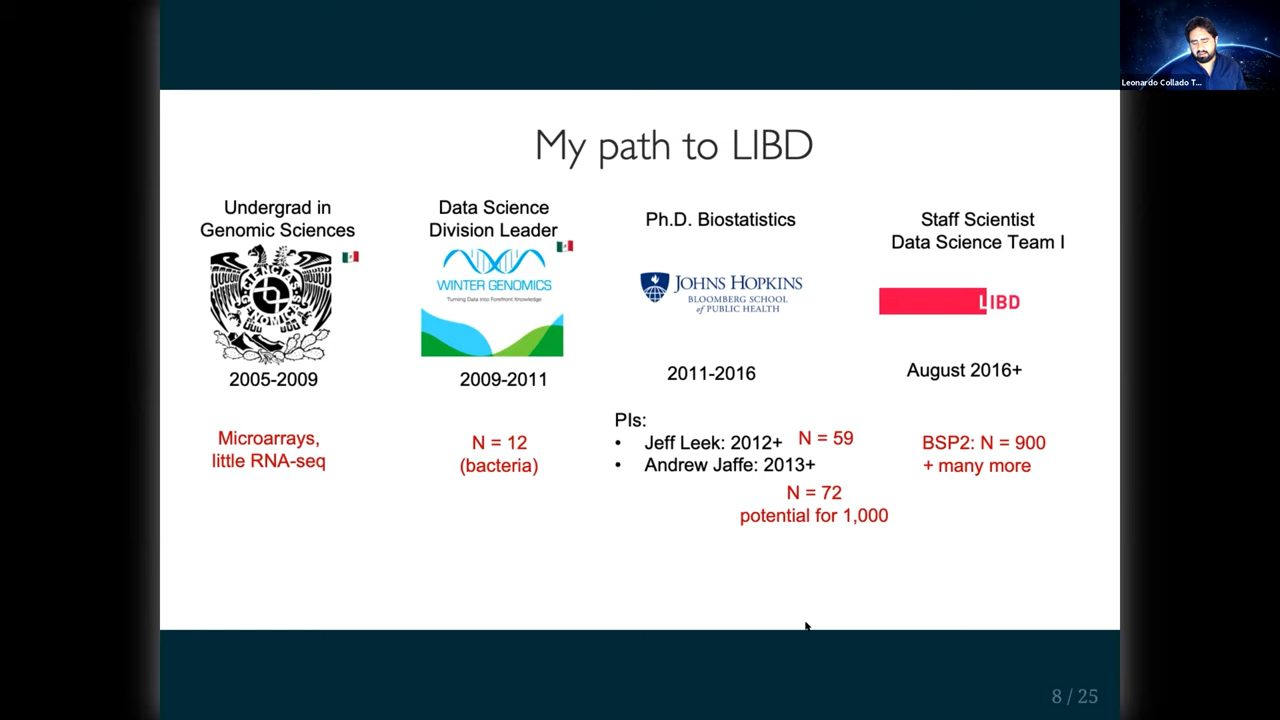 Leonardo Collado T...
My path to LIBD
Undergrad in
Genomic Sciences
CIENCIAS
GENOMICAS
2005-2009
Microarrays,
little RNA-seq
Data Science
Division Leader
WINTER GENOMICS
Turning Data into Forefront Knowledge
2009-2011
N = 12
(bacteria)
Ph.D. Biostatistics
JOHNS HOPKINS
BLOOMBERG SCHOOL
of PUBLIC HEALTH
2011-2016
PIs:
• Jeff Leek: 2012+ N = 59
• Andrew Jaffe: 2013+
N = 72
potential for 1,000
Staff Scientist
Data Science Team I
LIBD
August 2016+
BSP2: N = 900
+ many more
8 / 25